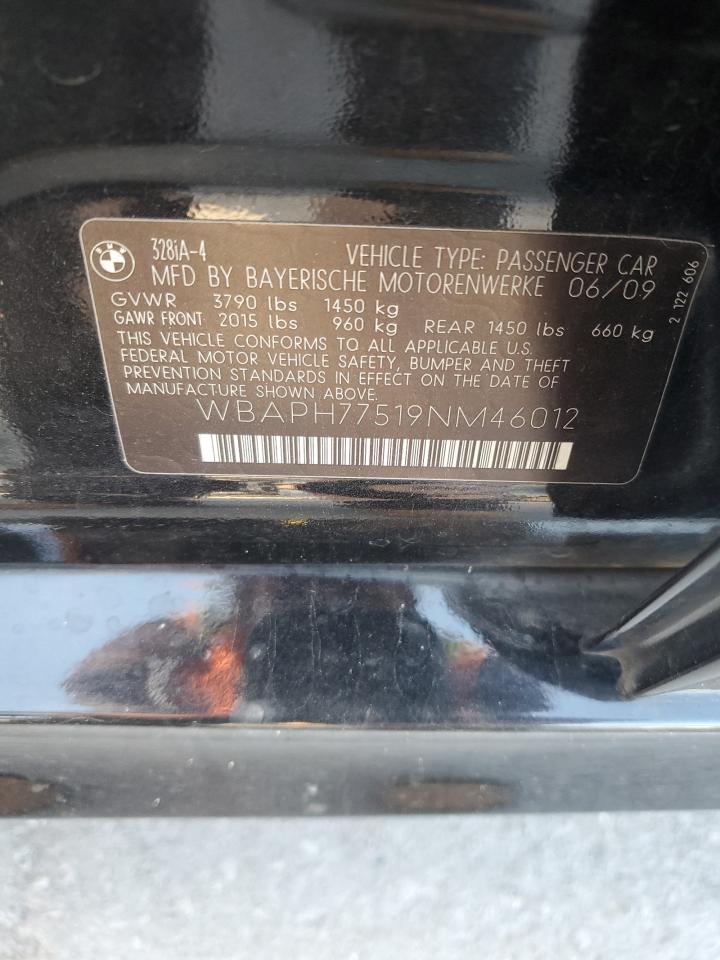 BMW 328iA-4 VEHICLE TYPE: PASSENGER CAR
MFD BY BAYERISCHE MOTORENWERKE 06/09
GVWR 3790 lbs 1450 kg
GAWR FRONT 2015 lbs 960 kg REAR 1450 lbs 660 kg
THIS VEHICLE CONFORMS TO ALL APPLICABLE U.S.
FEDERAL MOTOR VEHICLE SAFETY, BUMPER AND THEFT
PREVENTION STANDARDS IN EFFECT ON THE DATE OF
MANUFACTURE SHOWN ABOVE.
WBAPH77519NM46012
2 122 606